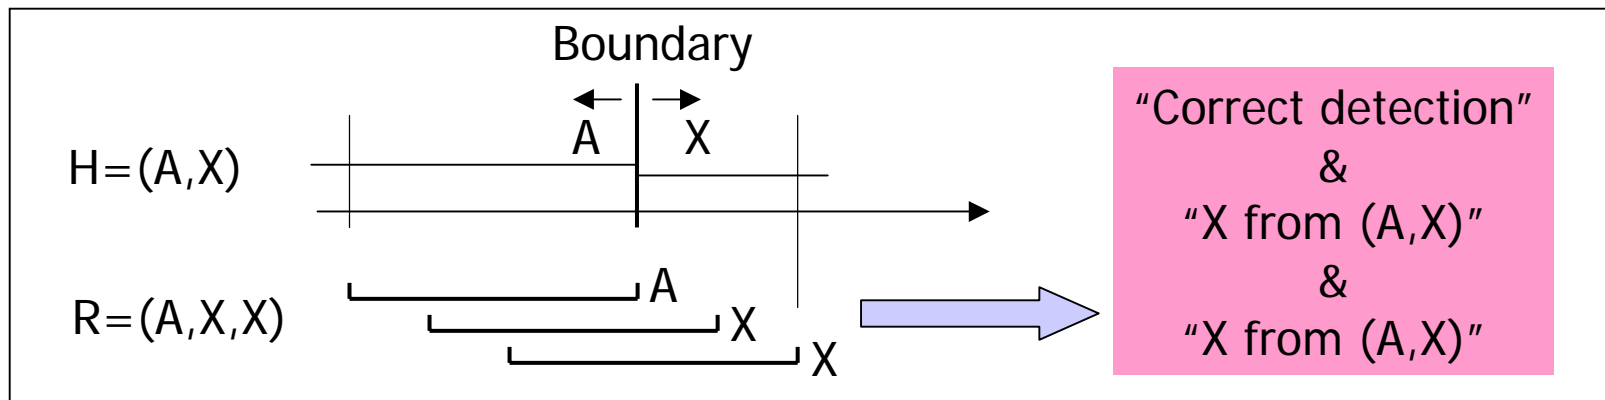 Boundary
A X
H=(A,X)
R=(A,X,X)
A
X
X
“Correct detection”
&
“X from (A,X)”
&
“X from (A,X)”